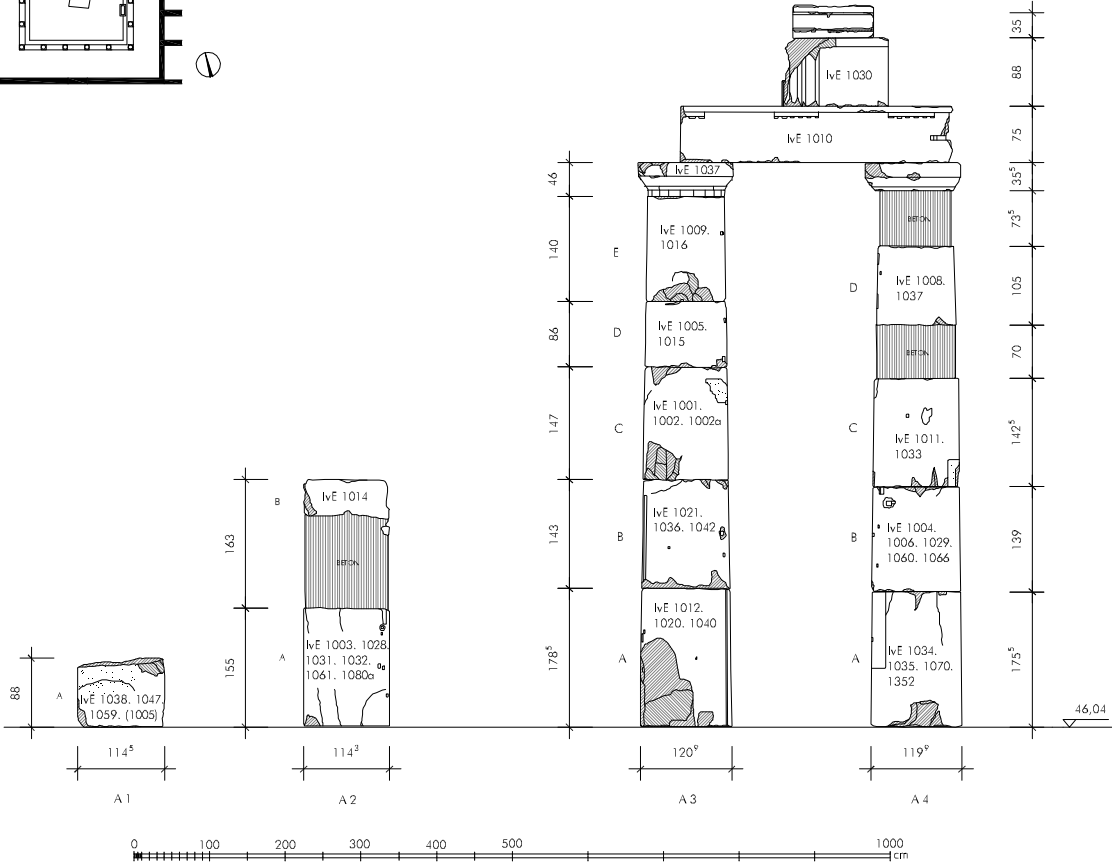 35
88
IvE 1030
75
IvE 1010
46
IvE 1037
35⁵
BETON
73⁵
140
E
IvE 1009.
1016
D
IvE 1008.
1037
105
86
D
IvE 1005.
1015
BETON
70
147
C
IvE 1001.
1002. 1002a
C
IvE 1011.
1033
142⁵
163
B
IvE 1014
BETON
143
B
IvE 1021.
1036. 1042
B
IvE 1004.
1006. 1029.
1060. 1066
139
88
A
IvE 1038. 1047.
1059. (1005)
155
A
IvE 1003. 1028.
1031. 1032.
1061. 1080a
178⁵
A
IvE 1012.
1020. 1040
A
IvE 1034.
1035. 1070.
1352
175⁵
46,04
114⁵
114³
120⁹
119⁹
A 1
A 2
A 3
A 4
0 100 200 300 400 500 1000
cm